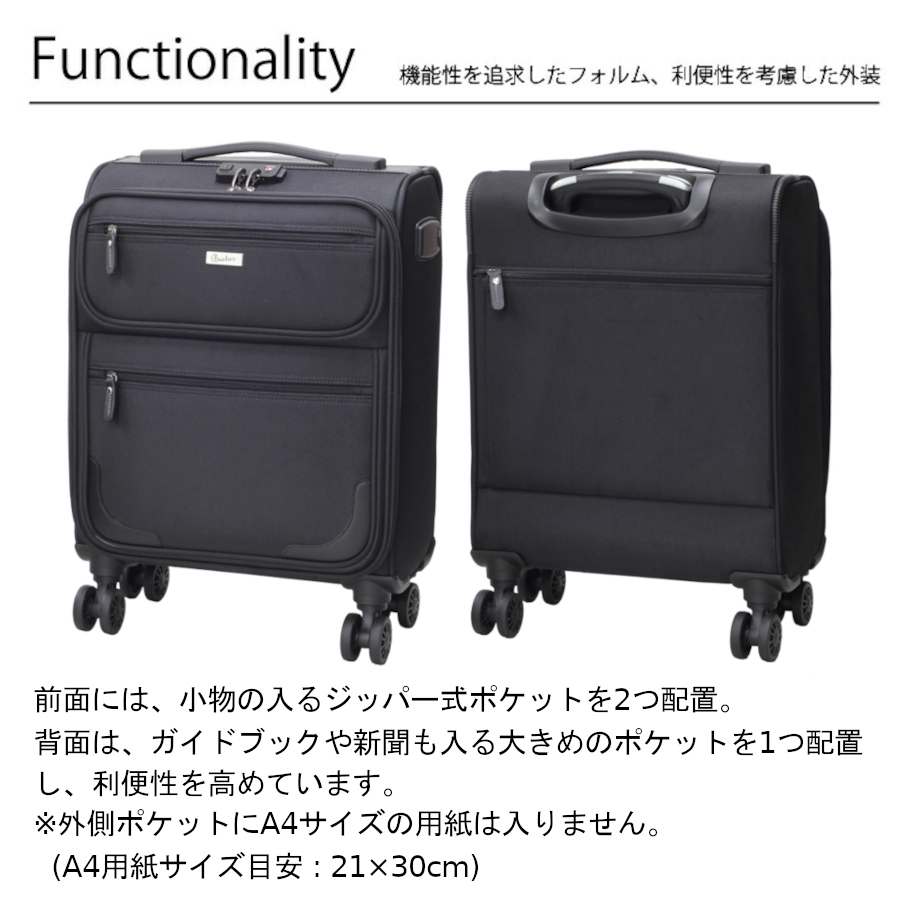 Functionality
機能性を追求したフォルム、利便性を考慮した外装
前面には、小物の入るジッパー式ポケットを2つ配置。
背面は、ガイドブックや新聞も入る大きめのポケットを1つ配置
し、利便性を高めています。
※外側ポケットにA4サイズの用紙は入りません。
(A4用紙サイズ目安：21×30cm)